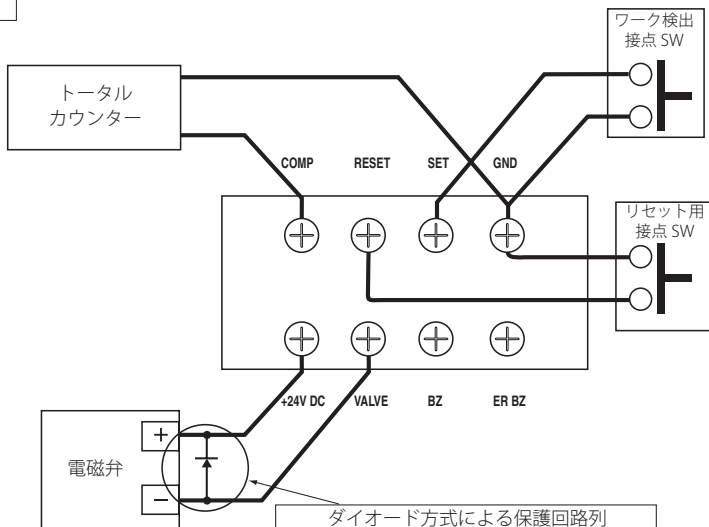 ワーク検出
接点 SW
トータル
カウンター
COMP RESET SET GND
リセット用
接点 SW
+24V DC VALVE BZ ER BZ
+
電磁弁
−
ダイオード方式による保護回路列